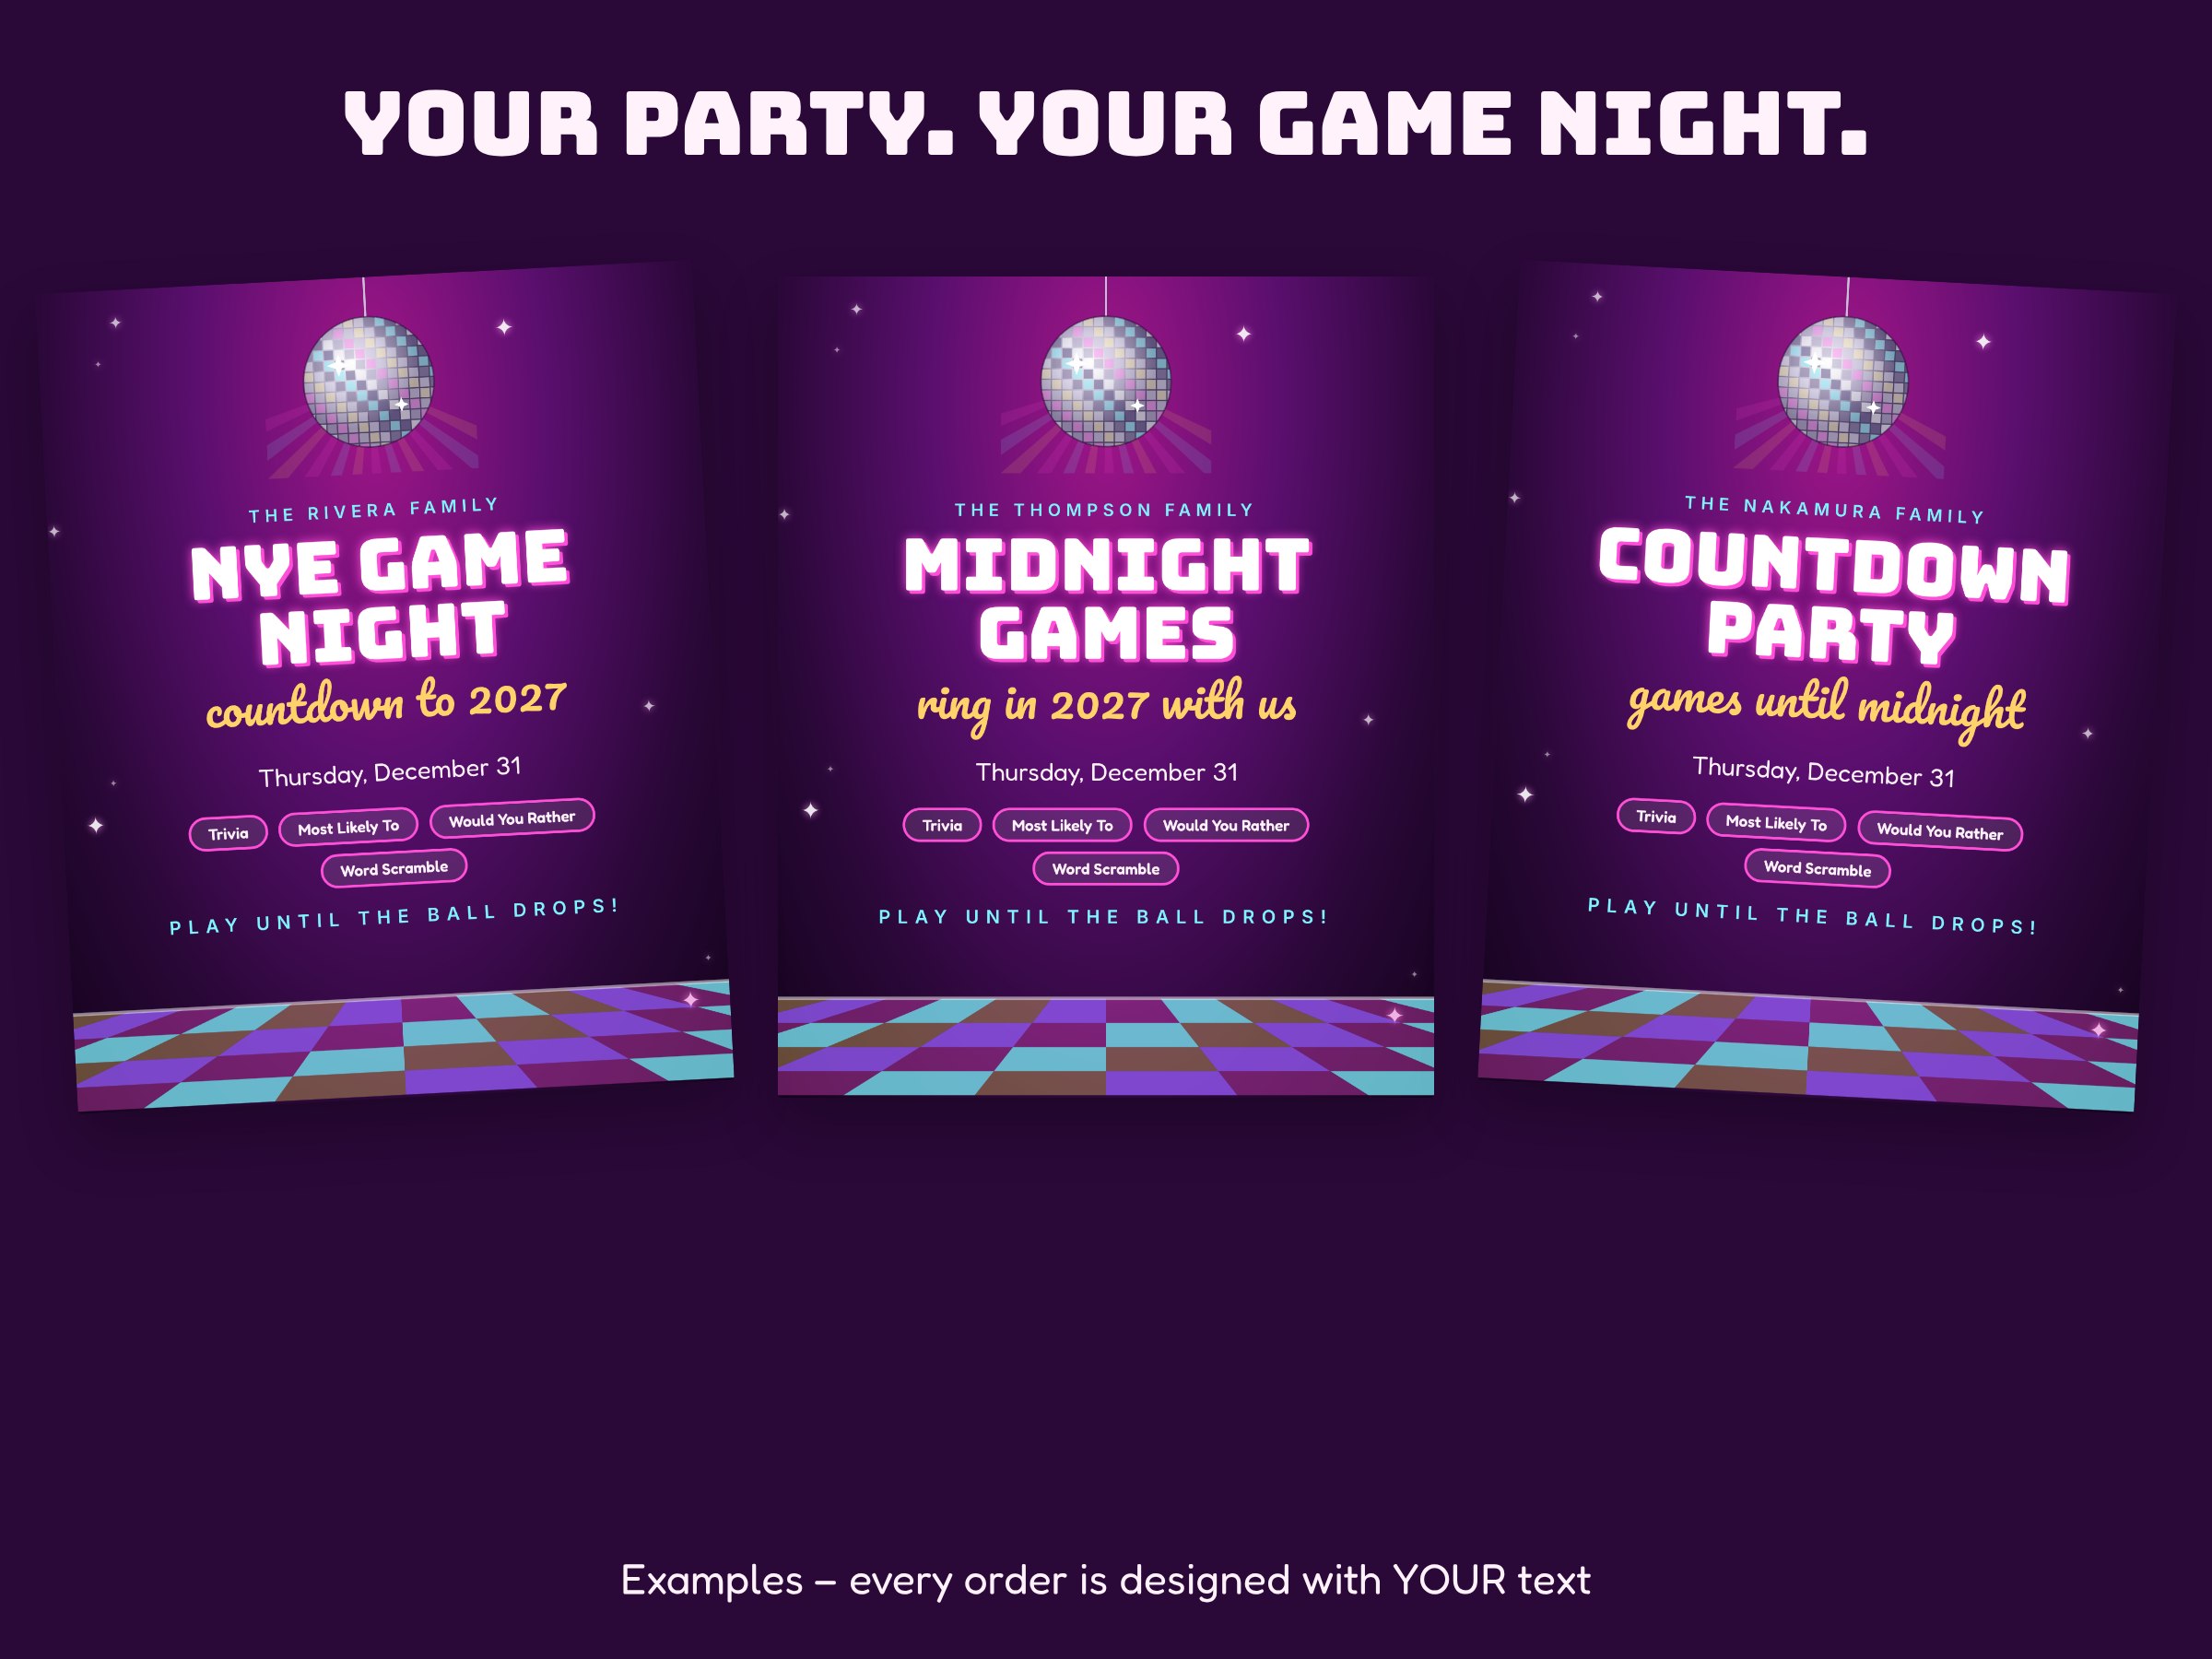 YOUR PARTY. YOUR GAME NIGHT.
THE RIVERA FAMILY
NYE GAME
NIGHT
countdown to 2027
Thursday, December 31
Trivia
Most Likely To
Would You Rather
Word Scramble
PLAY UNTIL THE BALL DROPS!
THE THOMPSON FAMILY
MIDNIGHT
GAMES
ring in 2027 with us
Thursday, December 31
Trivia
Most Likely To
Would You Rather
Word Scramble
PLAY UNTIL THE BALL DROPS!
THE NAKAMURA FAMILY
COUNTDOWN
PARTY
games until midnight
Thursday, December 31
Trivia
Most Likely To
Would You Rather
Word Scramble
PLAY UNTIL THE BALL DROPS!
Examples – every order is designed with YOUR text